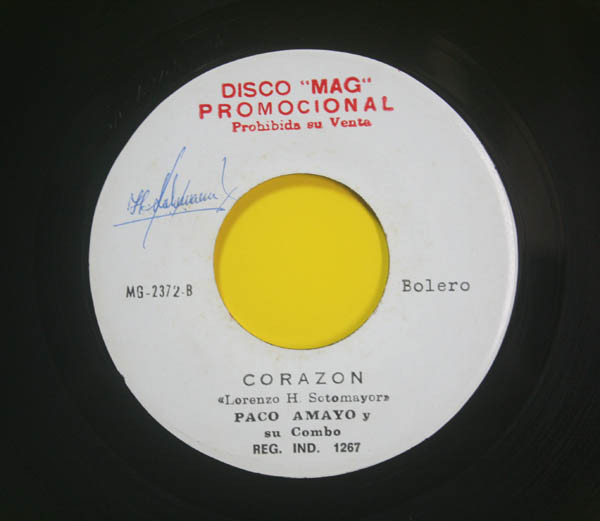 DISCO "MAG"
PROMOCIONAL
Prohibida su Venta
MG-2372-B
Bolero
CORAZON
«Lorenzo H. Sotomayor»
PACO AMAYO y
su Combo
REG. IND. 1267